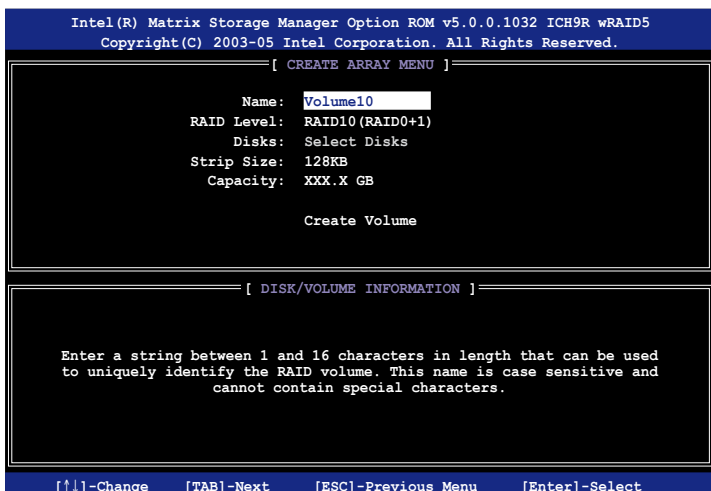 Intel(R) Matrix Storage Manager Option ROM v5.0.0.1032 ICH9R wRAID5
Copyright(C) 2003-05 Intel Corporation. All Rights Reserved.
[ CREATE ARRAY MENU ]
Name: Volume10
RAID Level: RAID10(RAID0+1)
Disks: Select Disks
Strip Size: 128KB
Capacity: XXX.X GB
Create Volume
[ DISK/VOLUME INFORMATION ]
Enter a string between 1 and 16 characters in length that can be used
to uniquely identify the RAID volume. This name is case sensitive and
cannot contain special characters.
[↑↓]-Change [TAB]-Next [ESC]-Previous Menu [Enter]-Select